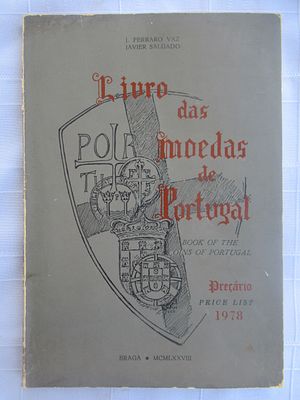 J. FERRARO VAZ
JAVIER SALGADO
Livro
das
moedas
de
Portugal
BOOK OF THE
COINS OF PORTUGAL
Preçário
PRICE LIST
1978
BRAGA • MCMLXXVIII